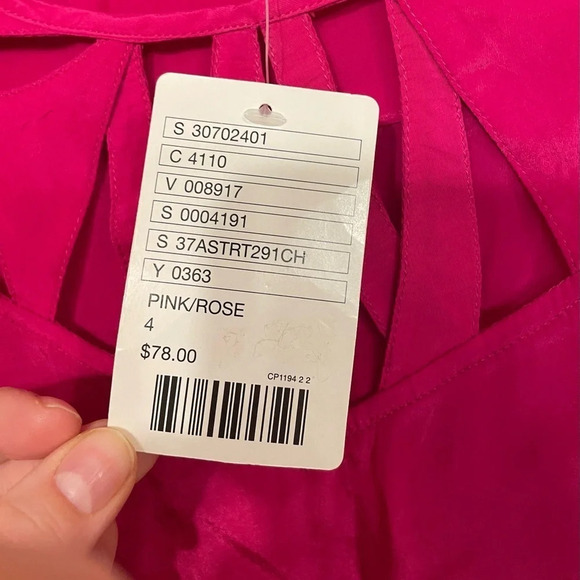 S 30702401
C 4110
V 008917
S 0004191
S 37ASTRT291CH
Y 0363
PINK/ROSE
4
$78.00
CP1194 2 2